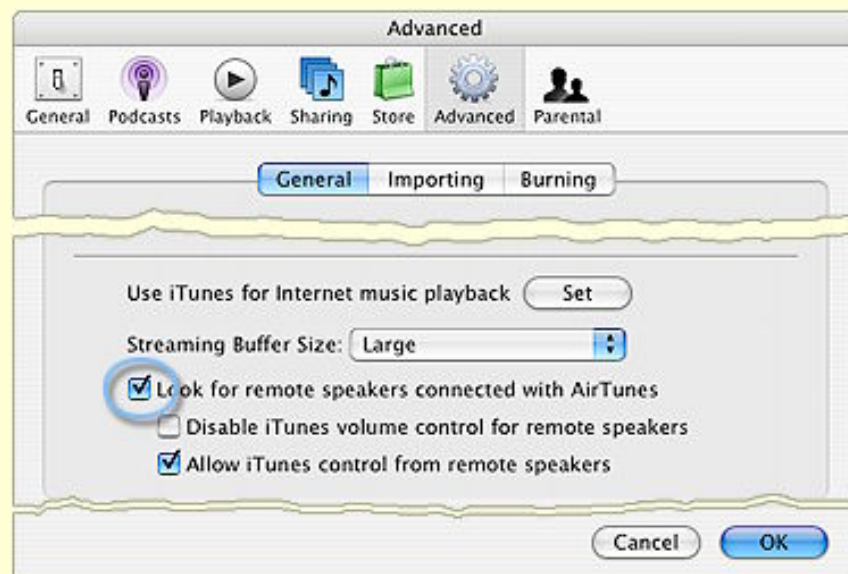 Advanced
General Podcasts Playback Sharing Store Advanced Parental
General Importing Burning
Use iTunes for Internet music playback Set
Streaming Buffer Size: Large
Look for remote speakers connected with AirTunes
Disable iTunes volume control for remote speakers
Allow iTunes control from remote speakers
Cancel OK